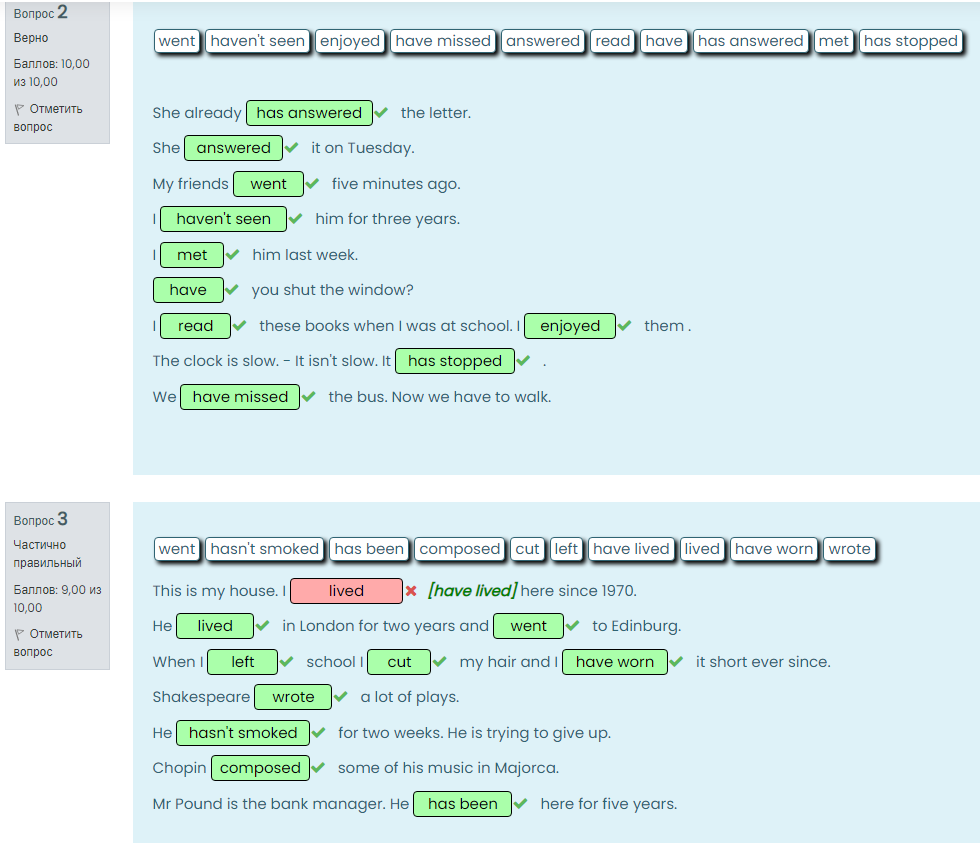 Вопрос 2
Верно
Баллов: 10,00
из 10,00
Отметить
вопрос
went haven't seen enjoyed have missed answered read have has answered met has stopped
She already has answered the letter.
She answered it on Tuesday.
My friends went five minutes ago.
I haven't seen him for three years.
I met him last week.
have you shut the window?
I read these books when I was at school. I enjoyed them .
The clock is slow. - It isn't slow. It has stopped .
We have missed the bus. Now we have to walk.
Вопрос 3
Частично
правильный
Баллов: 9,00 из
10,00
Отметить
вопрос
went hasn't smoked has been composed cut left have lived lived have worn wrote
This is my house. I lived [have lived] here since 1970.
He lived in London for two years and went to Edinburg.
When I left school I cut my hair and I have worn it short ever since.
Shakespeare wrote a lot of plays.
He hasn't smoked for two weeks. He is trying to give up.
Chopin composed some of his music in Majorca.
Mr Pound is the bank manager. He has been here for five years.